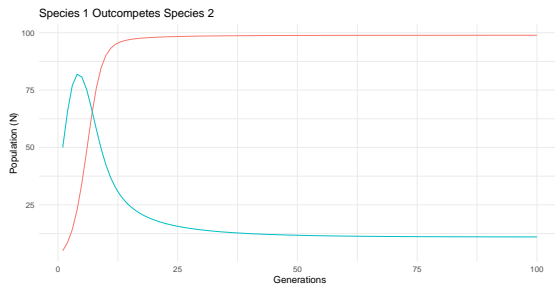 Species 1 Outcompetes Species 2
Population (N)
100
75
50
25
0 25 50 75 100
Generations